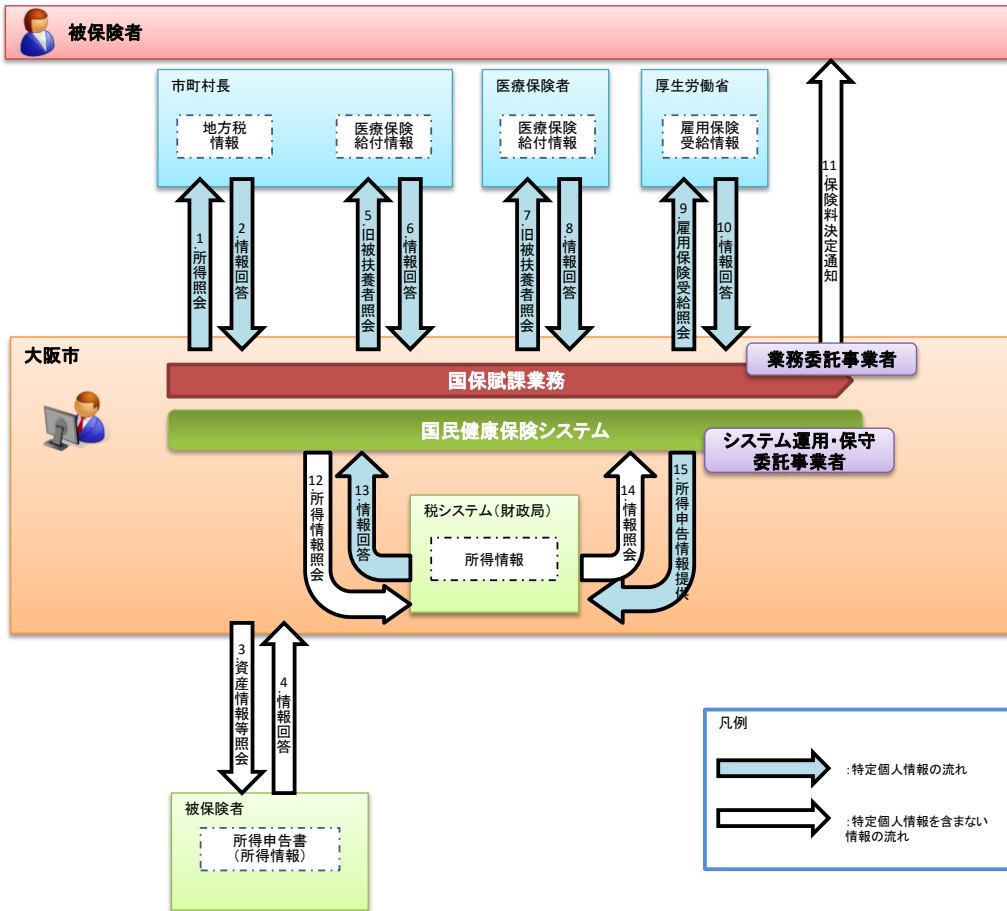 被保険者
市町村長
地方税
情報
医療保険
給付情報
医療保険者
医療保険
給付情報
厚生労働省
雇用保険
受給情報
1.所得照会
2.情報回答
5.旧被扶養者照会
6.情報回答
7.旧被扶養者照会
8.情報回答
9.雇用保険受給照会
10.情報回答
11.保険料決定通知
大阪市
業務委託事業者
国保賦課業務
国民健康保険システム
システム運用・保守
委託事業者
12.所得情報照会
13.情報回答
14.情報照会
15.所得申告情報提供
税システム(財政局)
所得情報
3.資産情報等照会
4.情報回答
被保険者
所得申告書
(所得情報)
凡例
:特定個人情報の流れ
:特定個人情報を含まない
情報の流れ